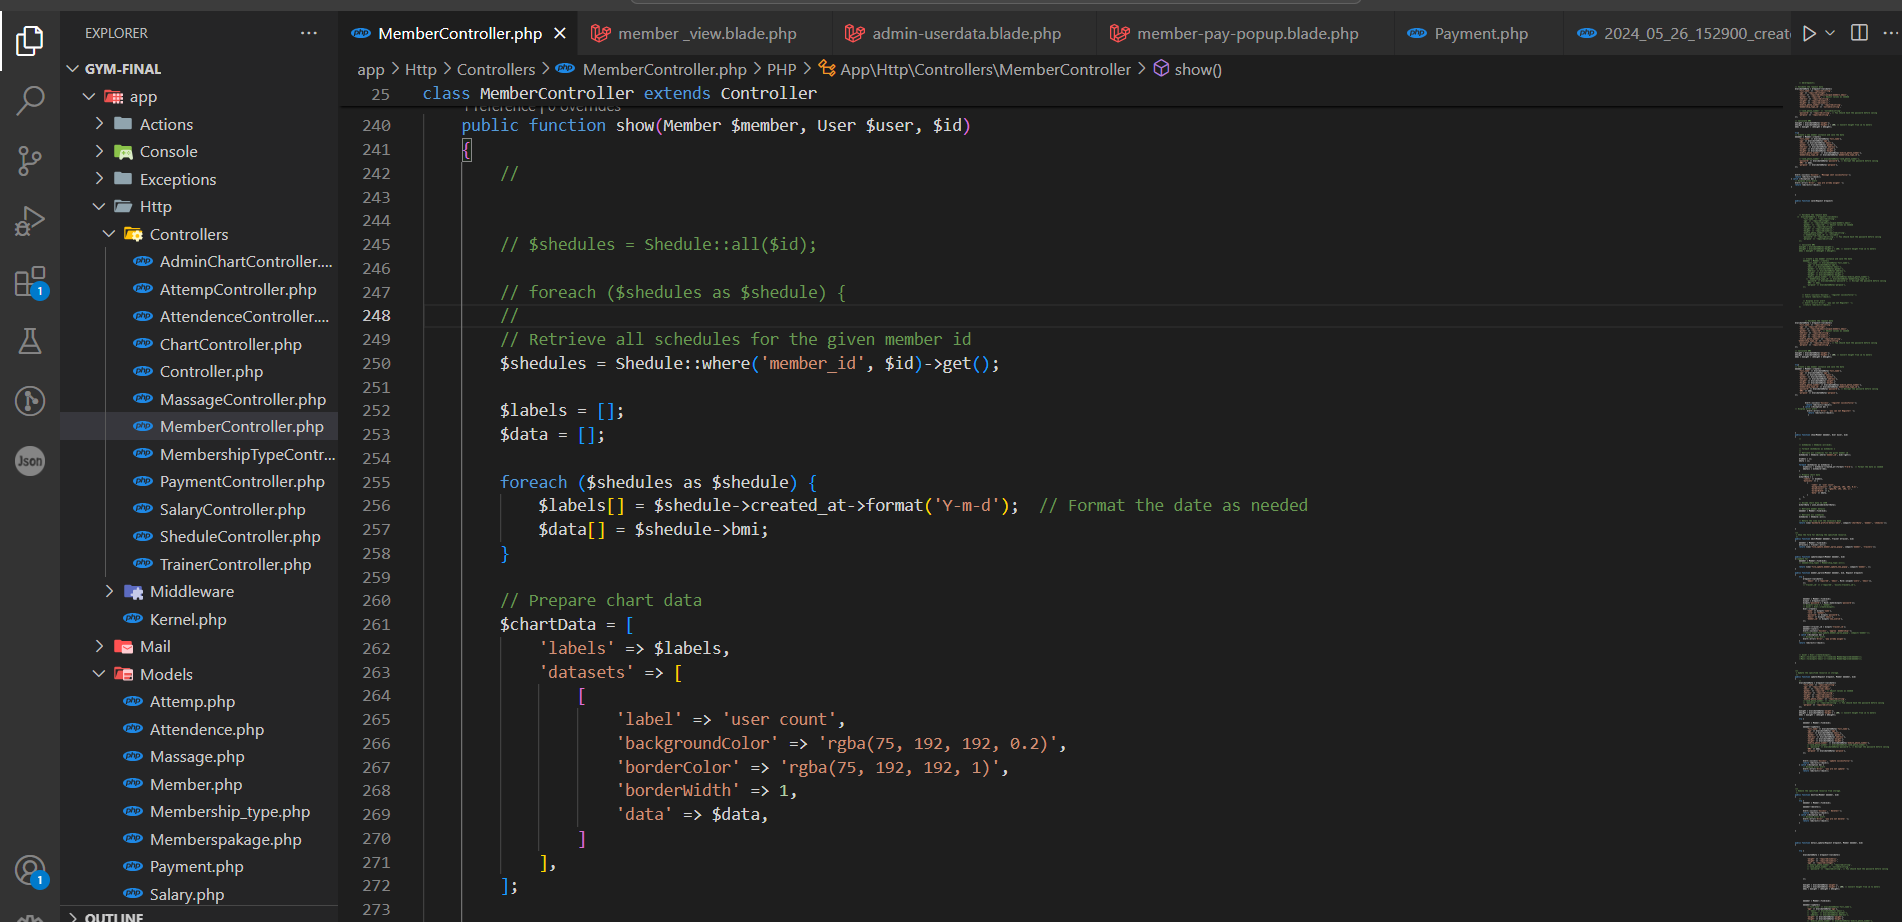 EXPLORER
GYM-FINAL
app
Actions
Console
Exceptions
Http
Controllers
AdminChartController....
AttempController.php
AttendenceController....
ChartController.php
Controller.php
MassageController.php
MemberController.php
MembershipTypeContr...
PaymentController.php
SalaryController.php
SheduleController.php
TrainerController.php
Middleware
Kernel.php
Mail
Models
Attemp.php
Attendence.php
Massage.php
Member.php
Membership_type.php
Memberspakage.php
Payment.php
Salary.php
OUTLINE
1
Json
1
MemberController.php
member _view.blade.php
admin-userdata.blade.php
member-pay-popup.blade.php
Payment.php
2024_05_26_152900_create
app > Http > Controllers > MemberController.php > PHP > App\Http\Controllers\MemberController > show()
25 class MemberController extends Controller
240 public function show(Member $member, User $user, $id)
241 {
242 //
243
244
245 // $shedules = Shedule::all($id);
246
247 // foreach ($shedules as $shedule) {
248 //
249 // Retrieve all schedules for the given member id
250 $shedules = Shedule::where('member_id', $id)->get();
251
252 $labels = [];
253 $data = [];
254
255 foreach ($shedules as $shedule) {
256 $labels[] = $shedule->created_at->format('Y-m-d'); // Format the date as needed
257 $data[] = $shedule->bmi;
258 }
259
260 // Prepare chart data
261 $chartData = [
262 'labels' => $labels,
263 'datasets' => [
264 [
265 'label' => 'user count',
266 'backgroundColor' => 'rgba(75, 192, 192, 0.2)',
267 'borderColor' => 'rgba(75, 192, 192, 1)',
268 'borderWidth' => 1,
269 'data' => $data,
270 ]
271 ],
272 ];
273